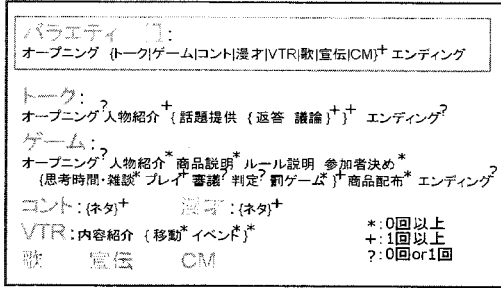 バラエティ :
オープニング {トーク|ゲーム|コント|漫才|VTR|歌|宣伝|CM}+ エンディング
トーク:
オープニング? 人物紹介+ {話題提供 {返答 議論}+}+ エンディング?
ゲーム:
オープニング? 人物紹介* 商品説明* ルール説明 参加者決め*
{思考時間・雑談* プレイ+ 審議? 判定? 罰ゲーム*}+ 商品配布* エンディング?
コント:{ネタ}+ 漫才:{ネタ}+
VTR:内容紹介 {移動* イベント*}*
歌 宣伝 CM
*:0回以上
+:1回以上
?:0回or1回